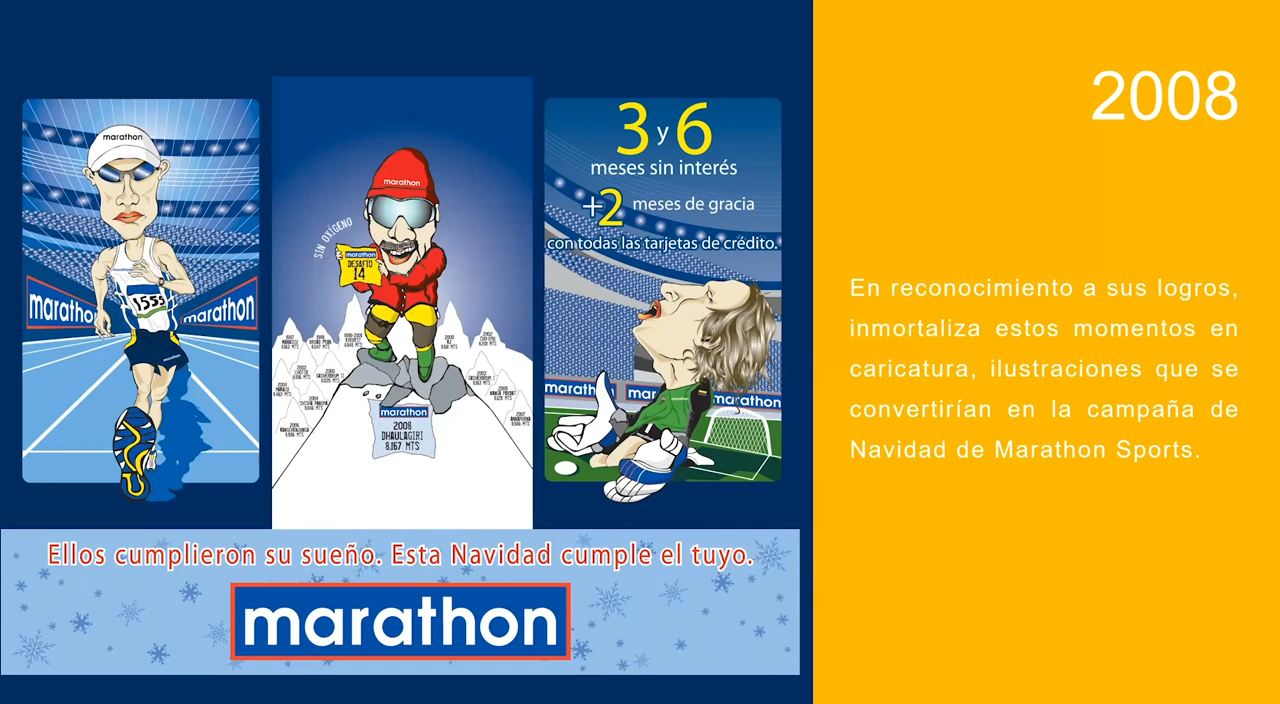 marathon
marathon
1555
marathon
marathon
marathon
marathon
SIN OXÍGENO
marathon
DESAFÍO
14
marathon
2008
DHAULAGIRI
8.167 MTS
3 y 6
meses sin interés
+2 meses de gracia
con todas las tarjetas de crédito.
marathon
marathon
marathon
Ellos cumplieron su sueño. Esta Navidad cumple el tuyo.
marathon
2008
En reconocimiento a sus logros,
inmortaliza estos momentos en
caricatura, ilustraciones que se
convertirían en la campaña de
Navidad de Marathon Sports.